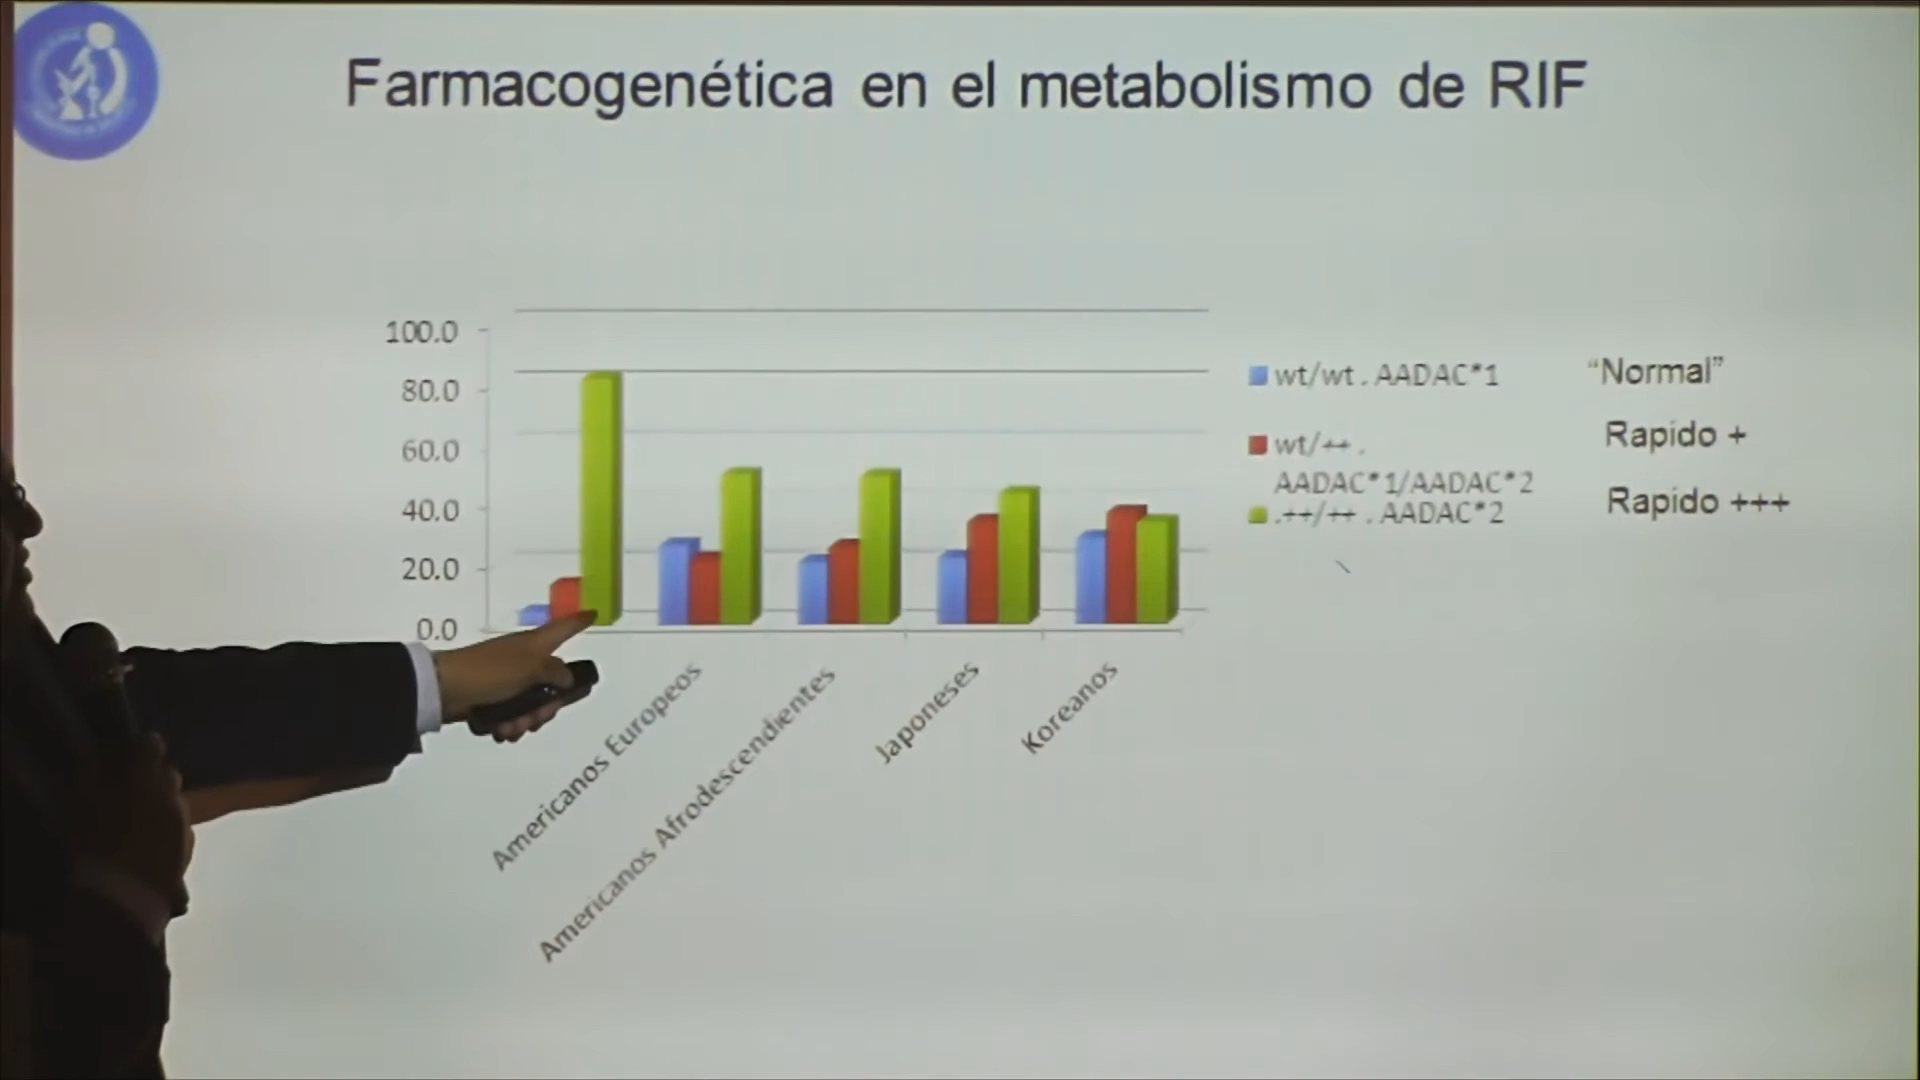 Farmacogenética en el metabolismo de RIF
100.0
80.0
60.0
40.0
20.0
0.0
Americanos Europeos
Americanos Afrodescendientes
Japoneses
Koreanos
wt/wt . AADAC*1
wt/++ .
AADAC*1/AADAC*2
.++/++ . AADAC*2
“Normal”
Rapido +
Rapido +++